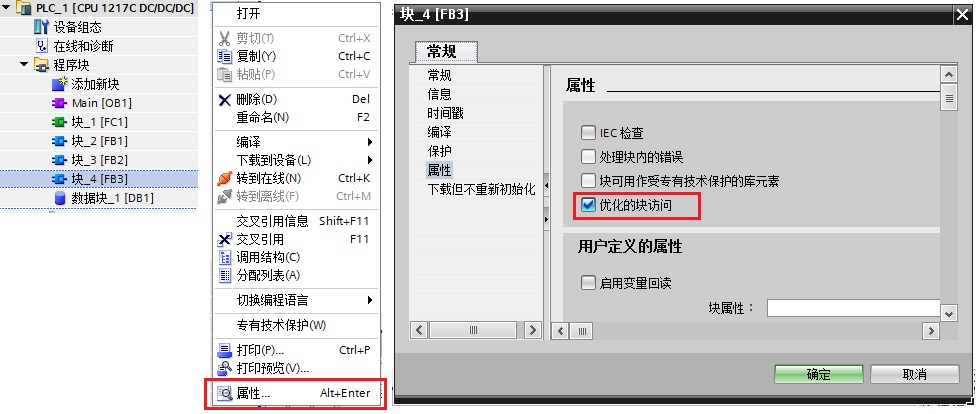 PLC_1 [CPU 1217C DC/DC/DC]
设备组态
在线和诊断
程序块
添加新块
Main [OB1]
块_1 [FC1]
块_2 [FB1]
块_3 [FB2]
块_4 [FB3]
数据块_1 [DB1]
打开
剪切(T) Ctrl+X
复制(Y) Ctrl+C
粘贴(P) Ctrl+V
删除(D) Del
重命名(N) F2
编译
下载到设备(L)
转到在线(N) Ctrl+K
转到离线(F) Ctrl+M
交叉引用信息 Shift+F11
交叉引用 F11
调用结构(C)
分配列表(A)
切换编程语言
专有技术保护(W)
打印(P)... Ctrl+P
打印预览(V)...
属性... Alt+Enter
块_4 [FB3]
常规
常规
信息
时间戳
编译
保护
属性
下载但不重新初始化
属性
IEC 检查
处理块内的错误
块可用作受专有技术保护的库元素
优化的块访问
用户定义的属性
启用变量回读
块属性：
确定
取消